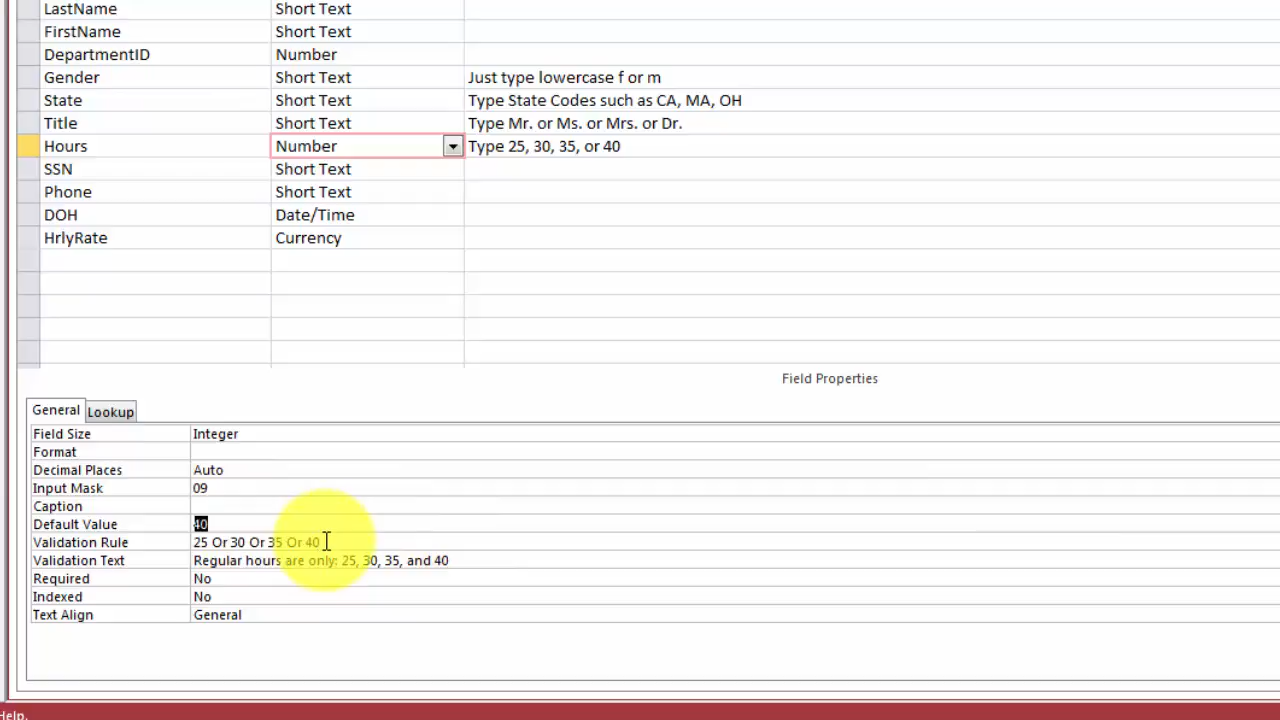 LastName Short Text
FirstName Short Text
DepartmentID Number
Gender Short Text Just type lowercase f or m
State Short Text Type State Codes such as CA, MA, OH
Title Short Text Type Mr. or Ms. or Mrs. or Dr.
Hours Number Type 25, 30, 35, or 40
SSN Short Text
Phone Short Text
DOH Date/Time
HrlyRate Currency
Field Properties
General Lookup
Field Size Integer
Format
Decimal Places Auto
Input Mask 09
Caption
Default Value 40
Validation Rule 25 Or 30 Or 35 Or 40
Validation Text Regular hours are only: 25, 30, 35, and 40
Required No
Indexed No
Text Align General
Help.